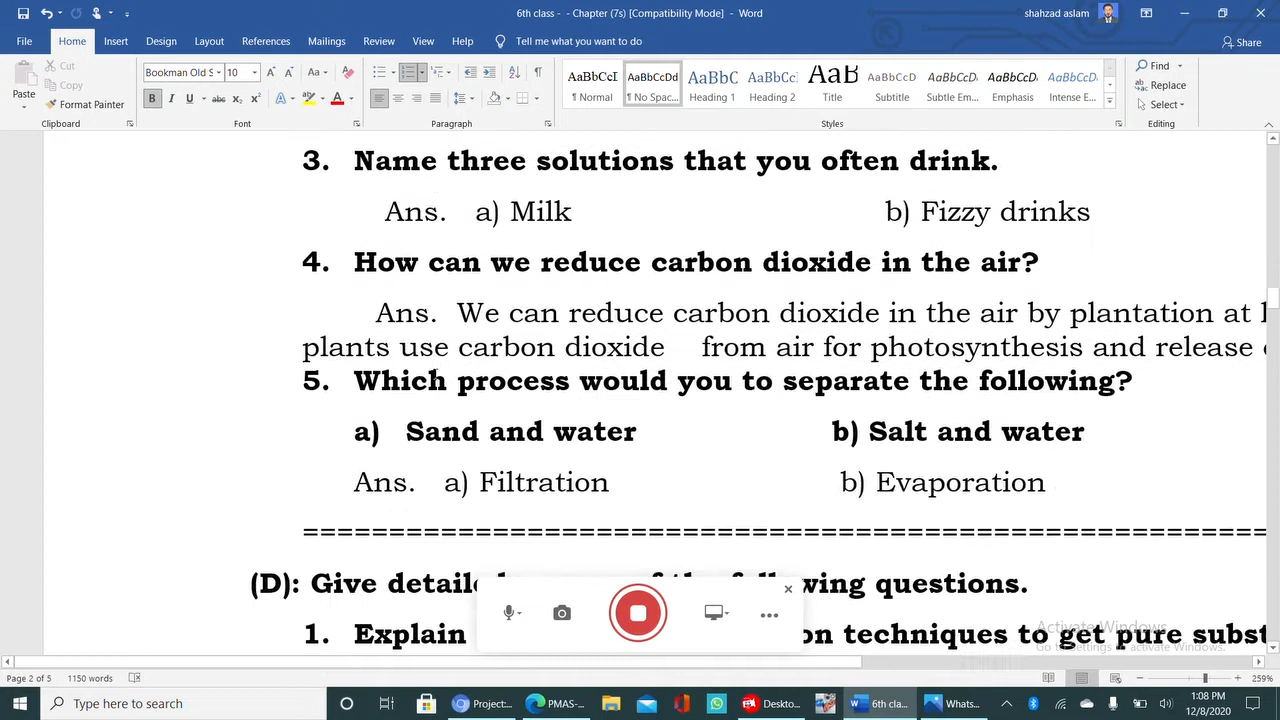 6th class - - Chapter (7s) [Compatibility Mode] - Word
shahzad aslam
File Home Insert Design Layout References Mailings Review View Help Tell me what you want to do Share
Paste
Cut
Copy
Format Painter
Clipboard
Bookman Old S 10 Aa
B I U abc x₂ x² A A
Font
Paragraph
AaBbCcI AaBbCcDd AaBbC AaBbCc AaB AaBbCcD AaBbCcD AaBbCcD AaBbCcD
¶ Normal ¶ No Spac... Heading 1 Heading 2 Title Subtitle Subtle Em... Emphasis Intense E...
Styles
Find
Replace
Select
Editing
3. Name three solutions that you often drink.
Ans. a) Milk b) Fizzy drinks
4. How can we reduce carbon dioxide in the air?
Ans. We can reduce carbon dioxide in the air by plantation at
plants use carbon dioxide from air for photosynthesis and release
5. Which process would you to separate the following?
a) Sand and water b) Salt and water
Ans. a) Filtration b) Evaporation
==================================================
(D): Give of the following questions.
1. Explain techniques to get pure subst
Activate Windows
Go to Settings to activate Windows.
Page 2 of 5 1150 words 259%
Type here to search
Project... PMAS-... Deskto... 6th cla... Whats...
1:08 PM
12/8/2020